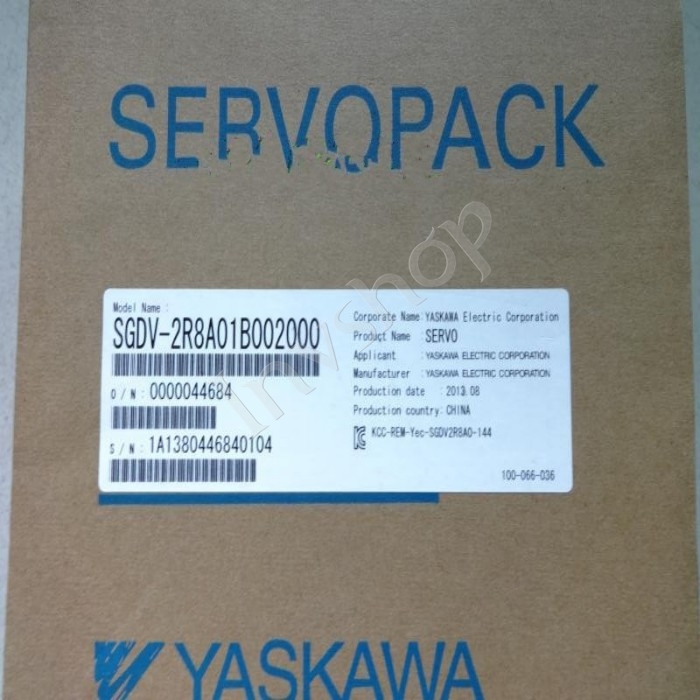 SERVOPACK
Model Name :
SGDV-2R8A01B002000
O/N: 0000044684
S/N: 1A1380446840104
Corporate Name: YASKAWA Electric Corporation
Product Name : SERVO
Applicant : YASKAWA ELECTRIC CORPORATION
Manufacturer : YASKAWA ELECTRIC CORPORATION
Production date : 2013.08
Production country: CHINA
KCC-REM-Yec-SGDV2R8A0-144
100-066-036
YASKAWA
invshop